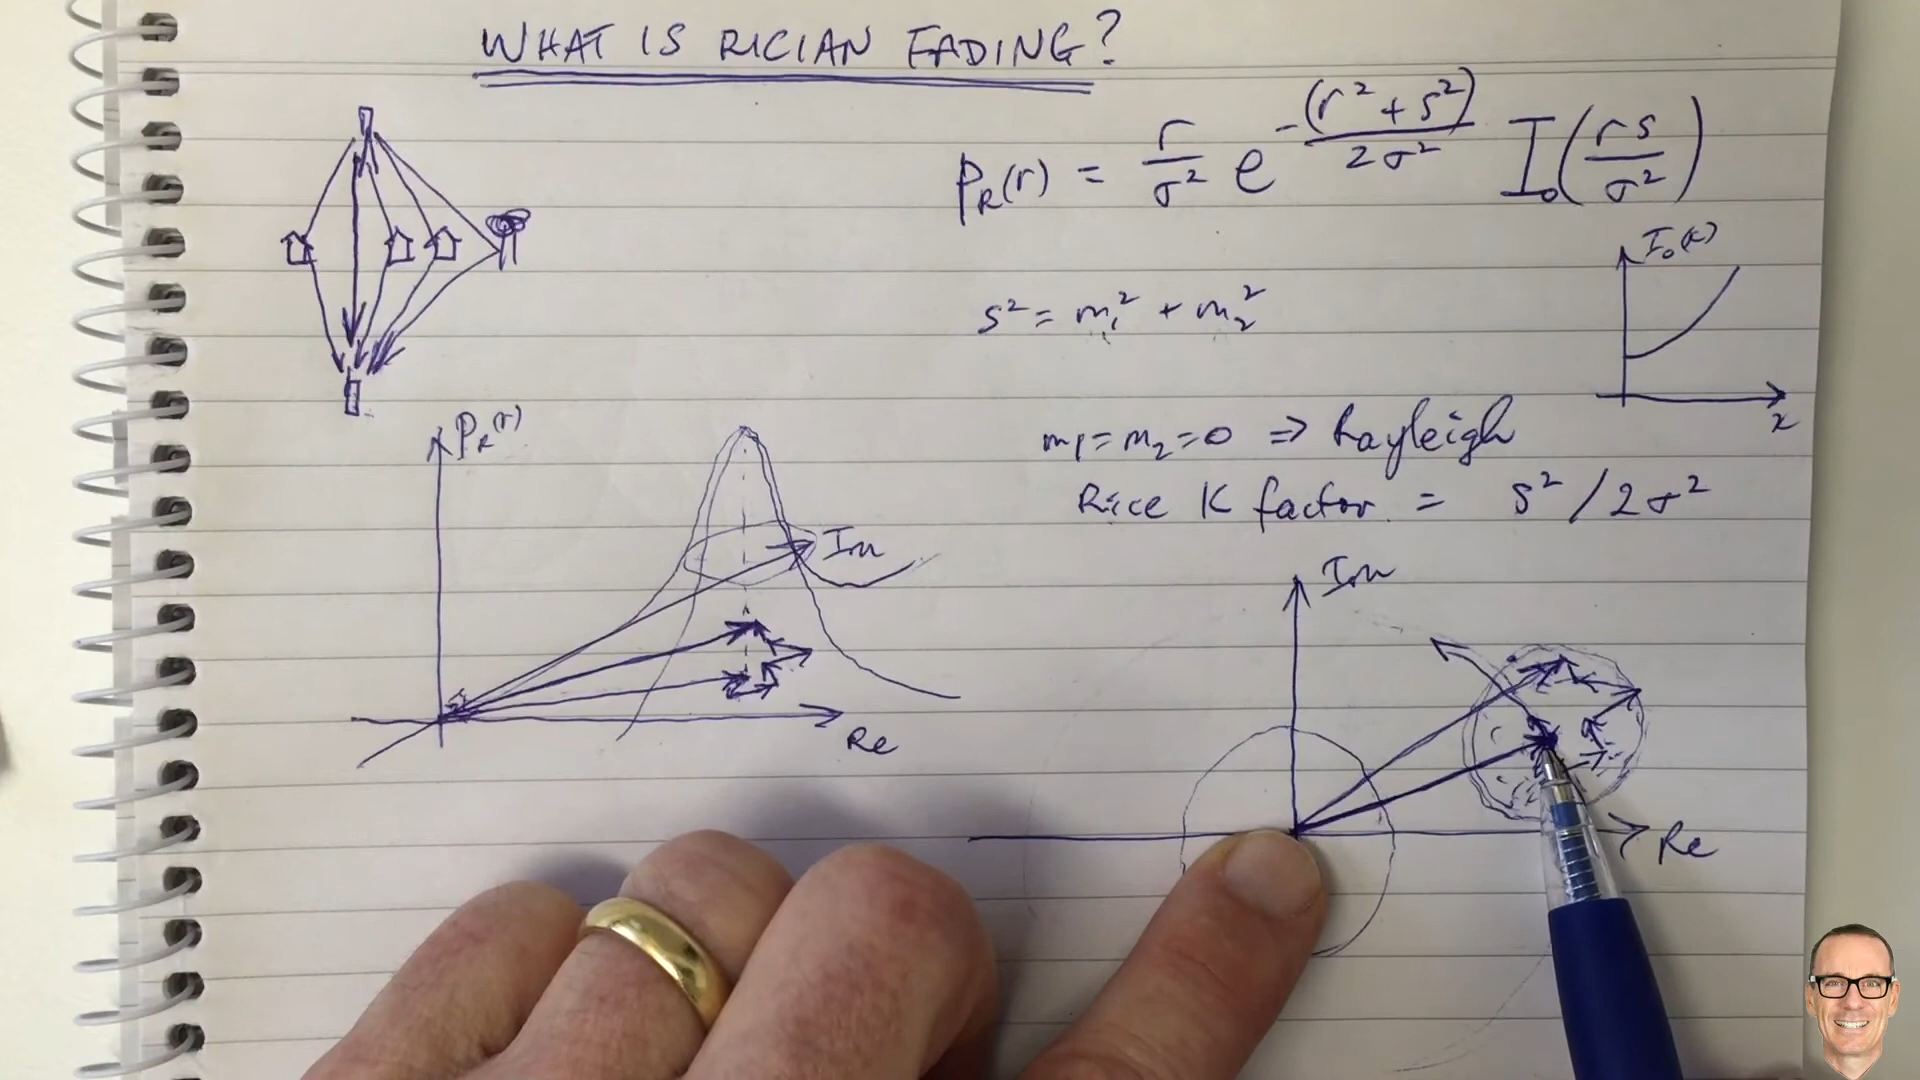 WHAT IS RICIAN FADING?
p_R(r) = r/σ² e^(-(r² + s²)/2σ²) I₀(rs/σ²)
I₀(x)
x
s² = m₁² + m₂²
m₁ = m₂ = 0 ⇒ Rayleigh
Rice K factor = s² / 2σ²
P_R(r)
Im
Re
Im
Re